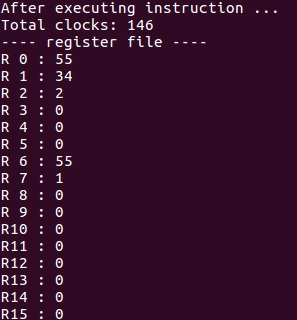 After executing instruction ...
Total clocks: 146
---- register file ----
R 0 : 55
R 1 : 34
R 2 : 2
R 3 : 0
R 4 : 0
R 5 : 0
R 6 : 55
R 7 : 1
R 8 : 0
R 9 : 0
R10 : 0
R11 : 0
R12 : 0
R13 : 0
R14 : 0
R15 : 0